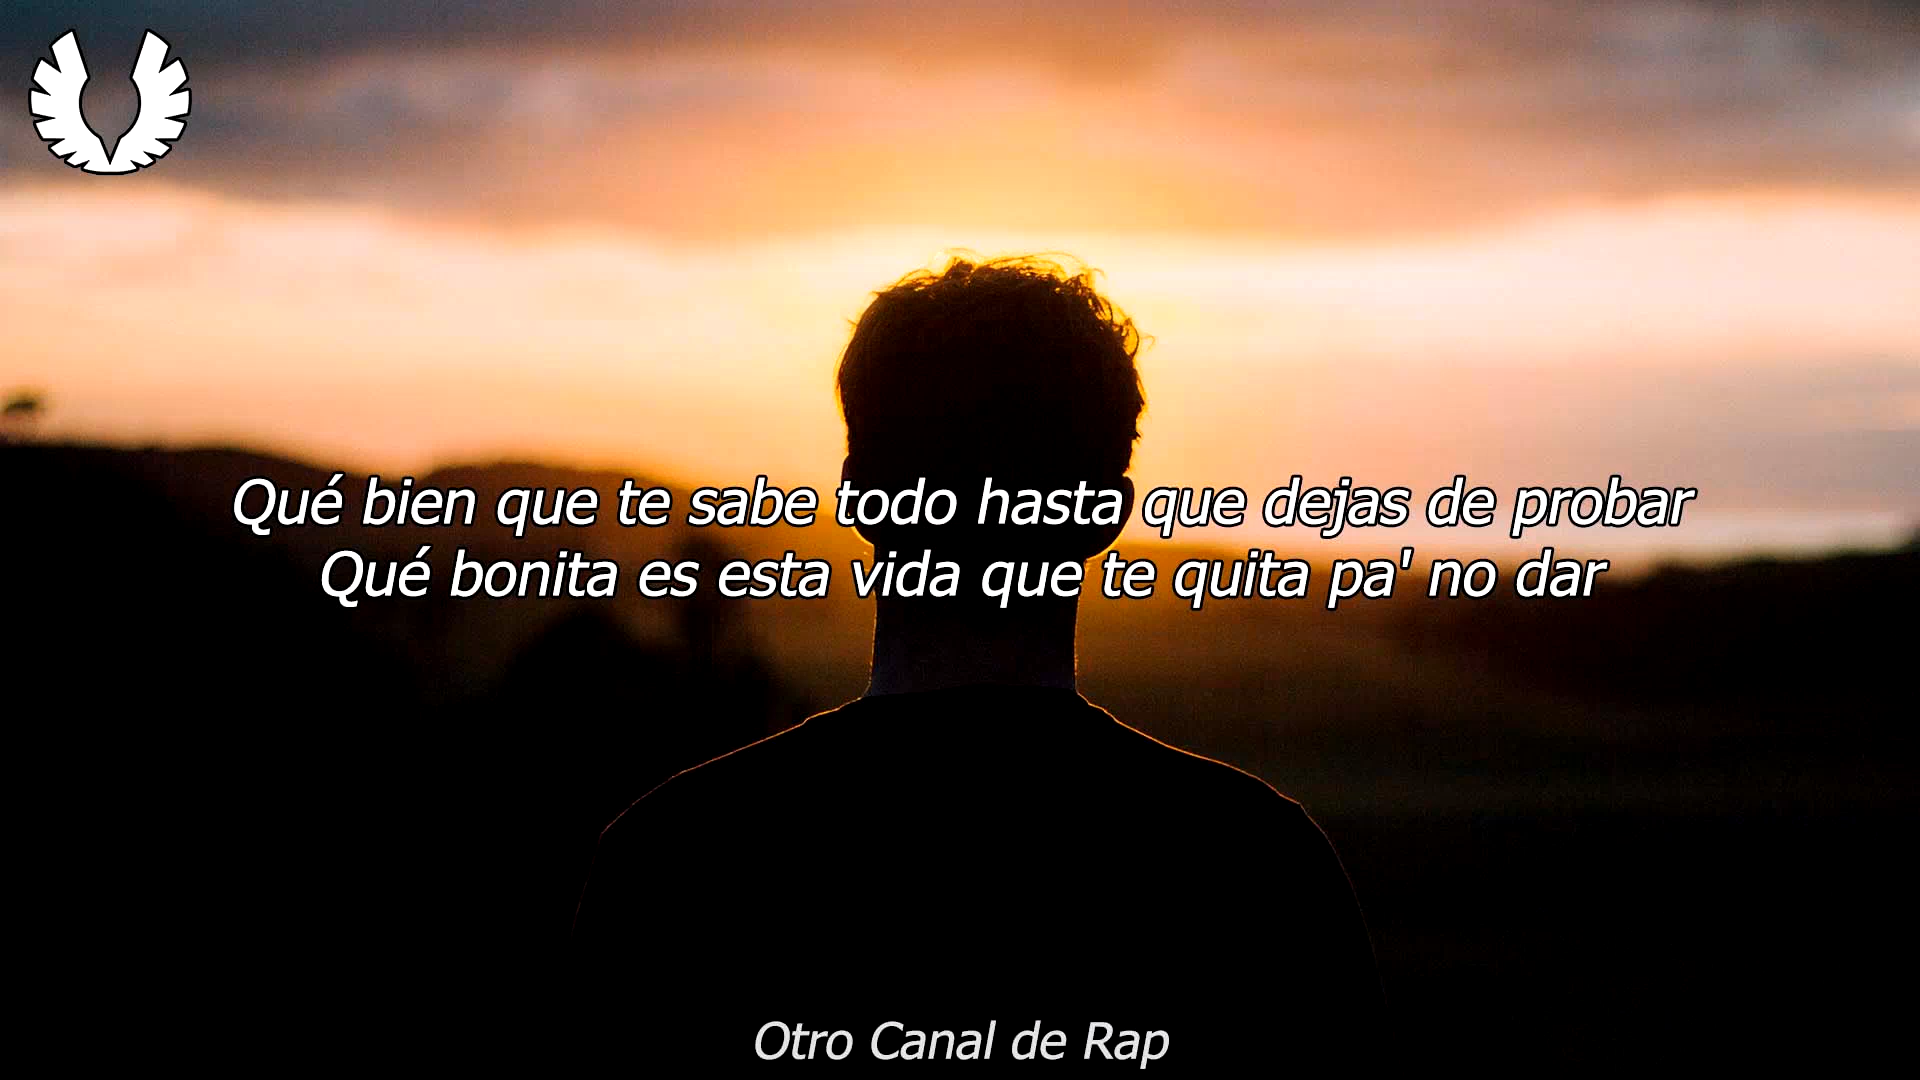 Qué bien que te sabe todo hasta que dejas de probar
Qué bonita es esta vida que te quita pa' no dar
Otro Canal de Rap